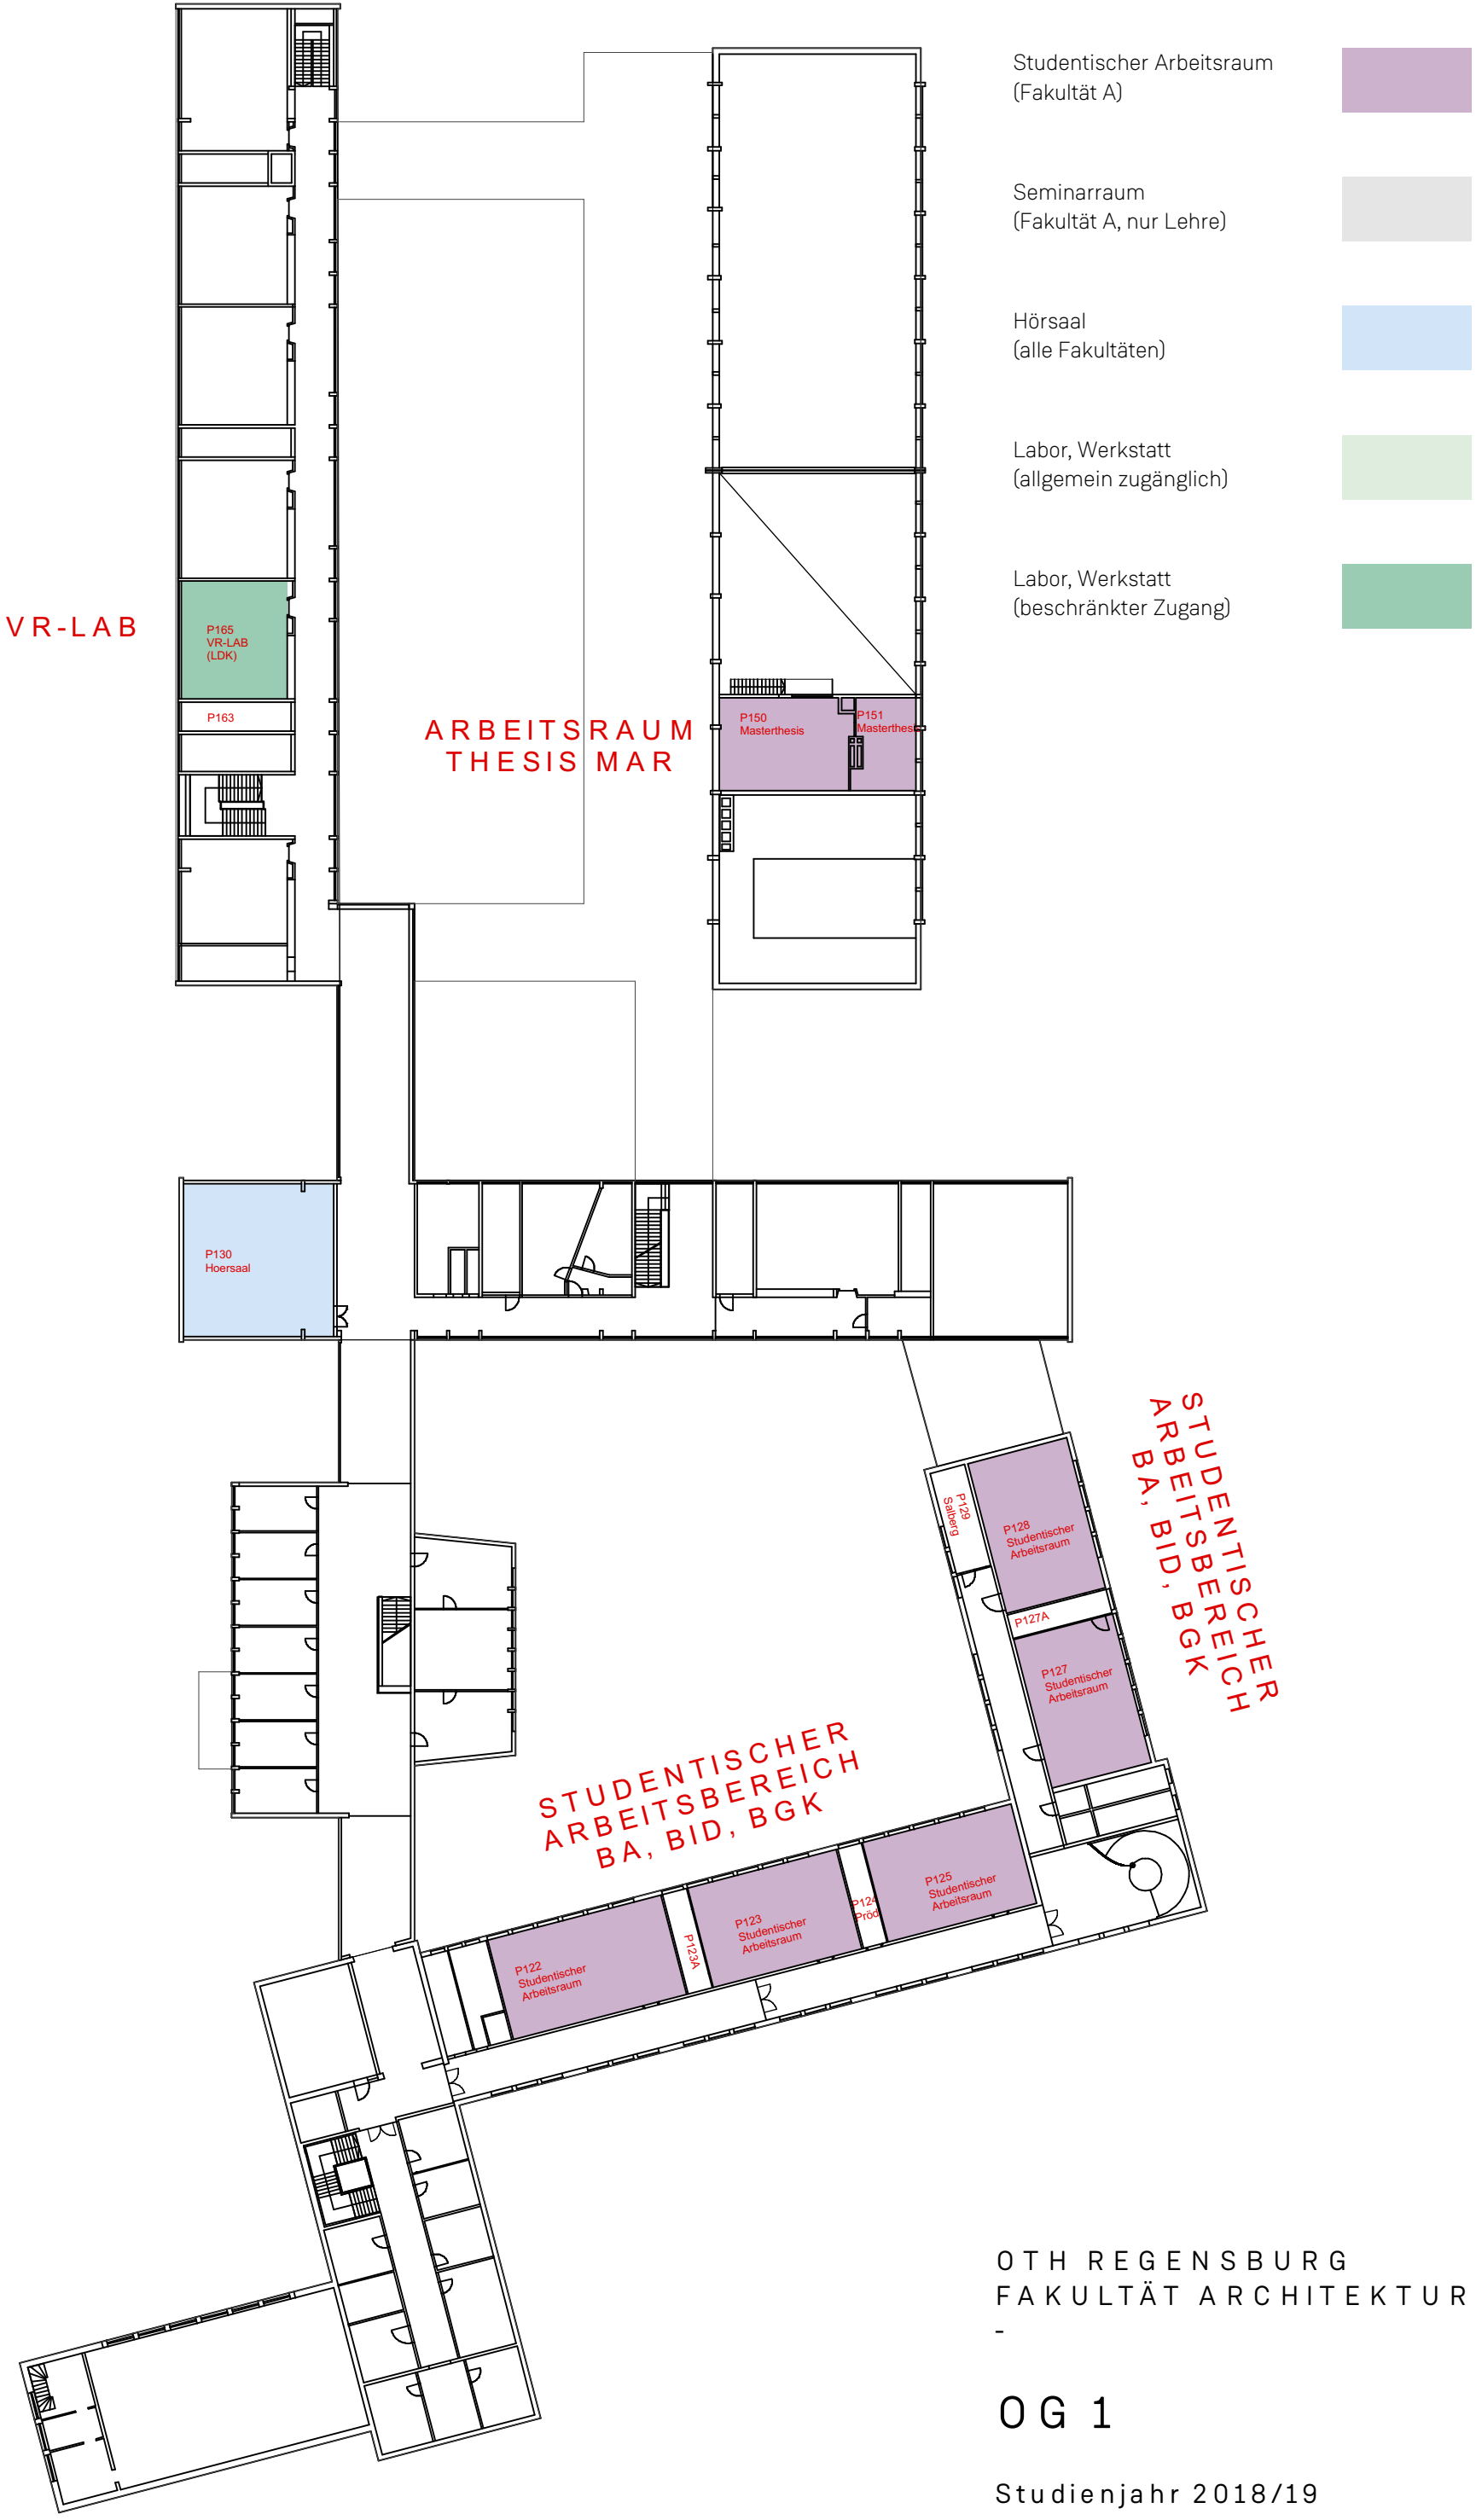 Studentischer Arbeitsraum
(Fakultät A)
Seminarraum
(Fakultät A, nur Lehre)
Hörsaal
(alle Fakultäten)
Labor, Werkstatt
(allgemein zugänglich)
Labor, Werkstatt
(beschränkter Zugang)
VR-LAB
P165
VR-LAB
(LDK)
P163
ARBEITSRAUM
THESIS MAR
P150
Masterthesis
P151
Masterthesis
P130
Hoersaal
STUDENTISCHER
ARBEITSBEREICH
BA, BID, BGK
P129
Salberg
P128
Studentischer
Arbeitsraum
P127A
P127
Studentischer
Arbeitsraum
STUDENTISCHER
ARBEITSBEREICH
BA, BID, BGK
P125
Studentischer
Arbeitsraum
P124
Pröd
P123
Studentischer
Arbeitsraum
P123A
P122
Studentischer
Arbeitsraum
OTH REGENSBURG
FAKULTÄT ARCHITEKTUR
-
OG 1
Studienjahr 2018/19